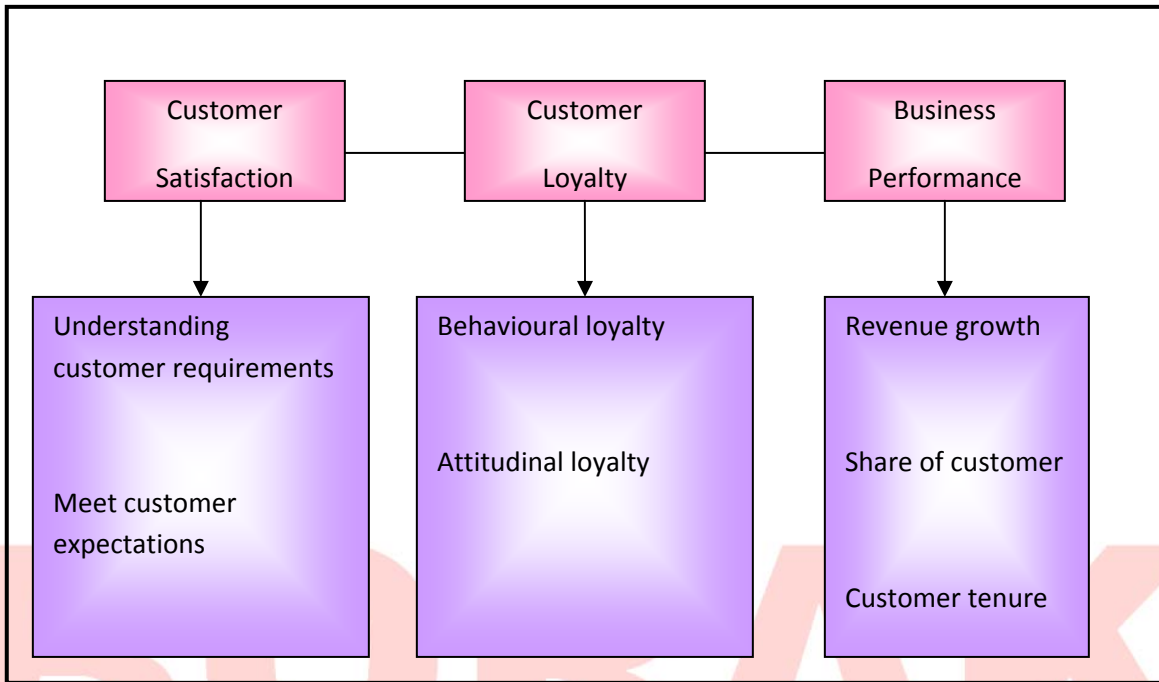 Customer
Satisfaction
Customer
Loyalty
Business
Performance
Understanding
customer requirements
Meet customer
expectations
Behavioural loyalty
Attitudinal loyalty
Revenue growth
Share of customer
Customer tenure